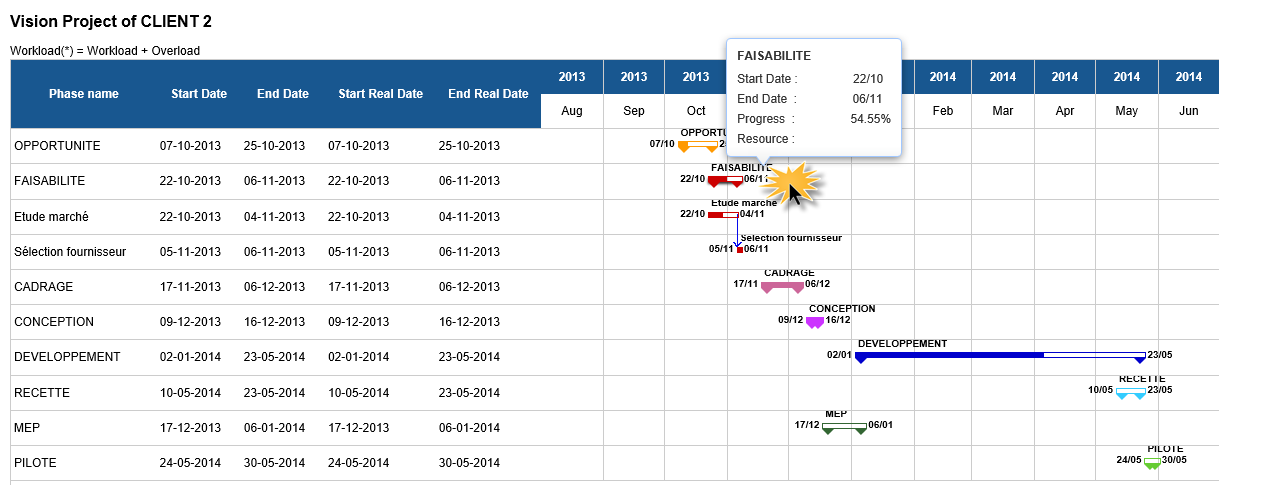 Vision Project of CLIENT 2
Workload(*) = Workload + Overload
Phase name Start Date End Date Start Real Date End Real Date
2013 2013 2013 2014 2014 2014 2014 2014
Aug Sep Oct Feb Mar Apr May Jun
FAISABILITE
Start Date : 22/10
End Date : 06/11
Progress : 54.55%
Resource :
OPPORTUNITE 07-10-2013 25-10-2013 07-10-2013 25-10-2013
07/10
FAISABILITE 22-10-2013 06-11-2013 22-10-2013 06-11-2013
FAISABILITE
22/10 06/11
Etude marché 22-10-2013 04-11-2013 22-10-2013 04-11-2013
Etude marché
22/10 04/11
Sélection fournisseur 05-11-2013 06-11-2013 05-11-2013 06-11-2013
Sélection fournisseur
05/11 06/11
CADRAGE 17-11-2013 06-12-2013 17-11-2013 06-12-2013
CADRAGE
17/11 06/12
CONCEPTION 09-12-2013 16-12-2013 09-12-2013 16-12-2013
CONCEPTION
09/12 16/12
DEVELOPPEMENT 02-01-2014 23-05-2014 02-01-2014 23-05-2014
DEVELOPPEMENT
02/01 23/05
RECETTE 10-05-2014 23-05-2014 10-05-2014 23-05-2014
RECETTE
10/05 23/05
MEP 17-12-2013 06-01-2014 17-12-2013 06-01-2014
MEP
17/12 06/01
PILOTE 24-05-2014 30-05-2014 24-05-2014 30-05-2014
PILOTE
24/05 30/05